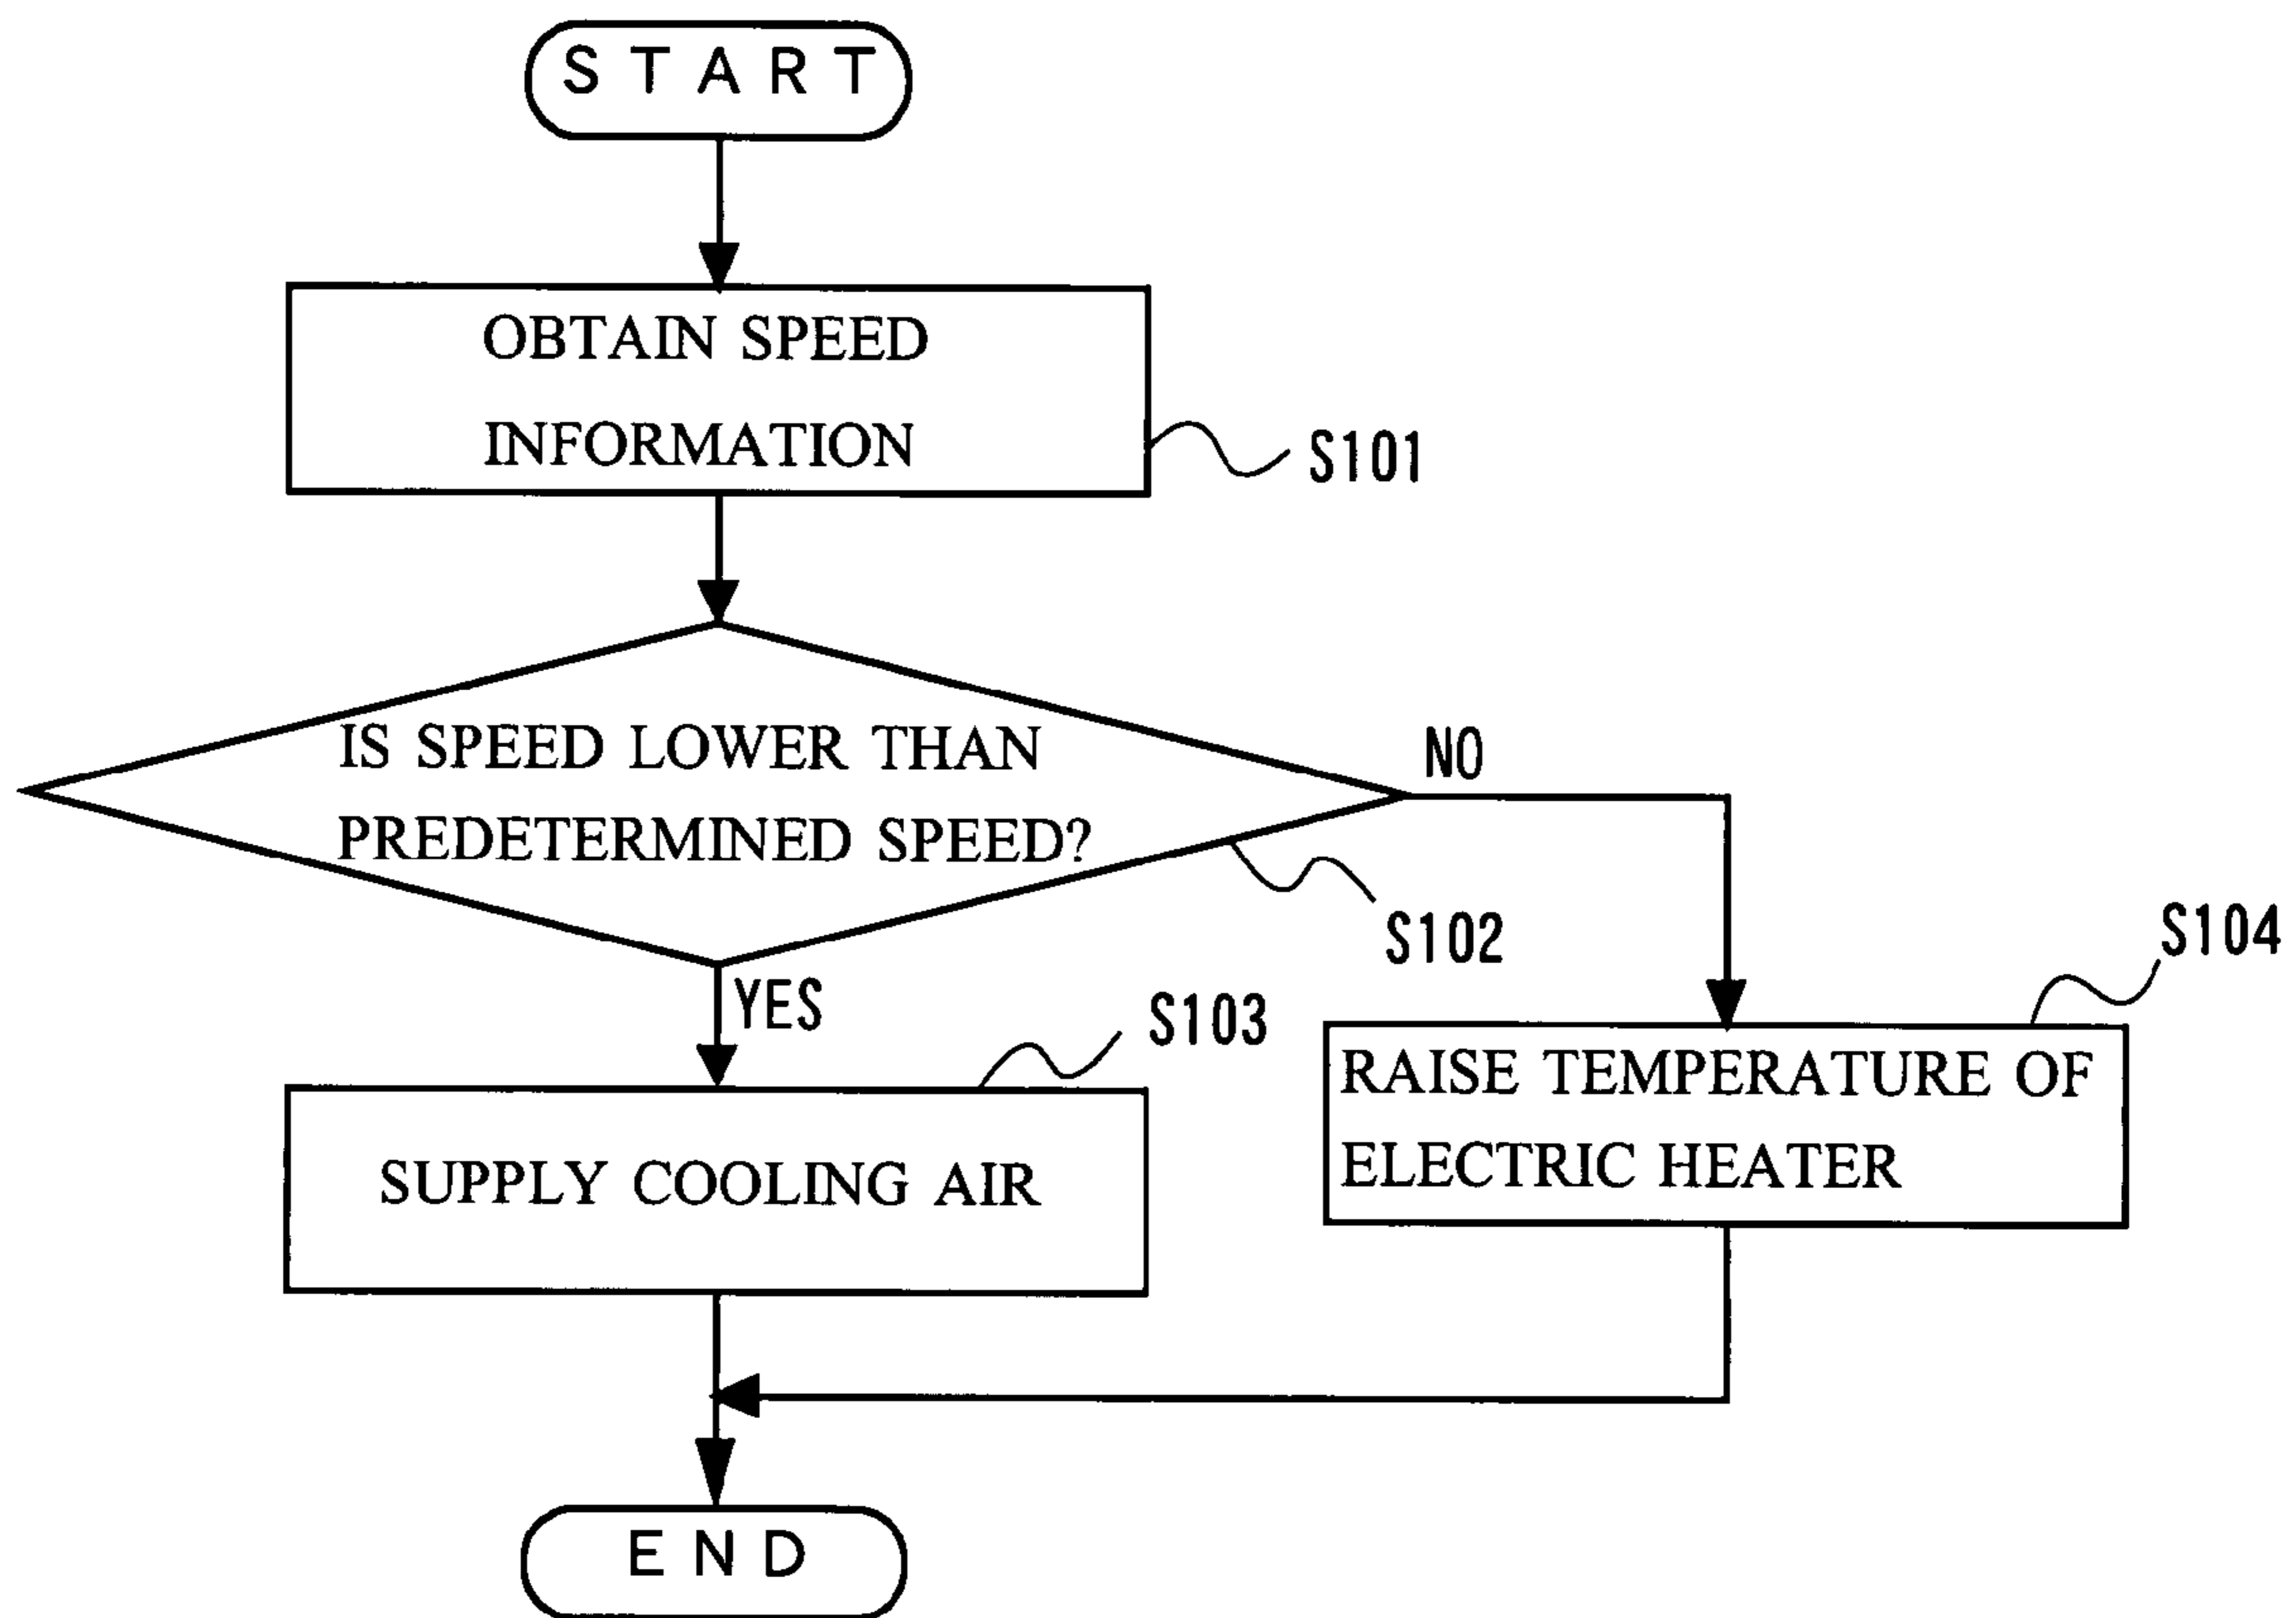 START
OBTAIN SPEED
INFORMATION
S101
IS SPEED LOWER THAN
PREDETERMINED SPEED?
NO
S102
YES
S103
S104
SUPPLY COOLING AIR
RAISE TEMPERATURE OF
ELECTRIC HEATER
END